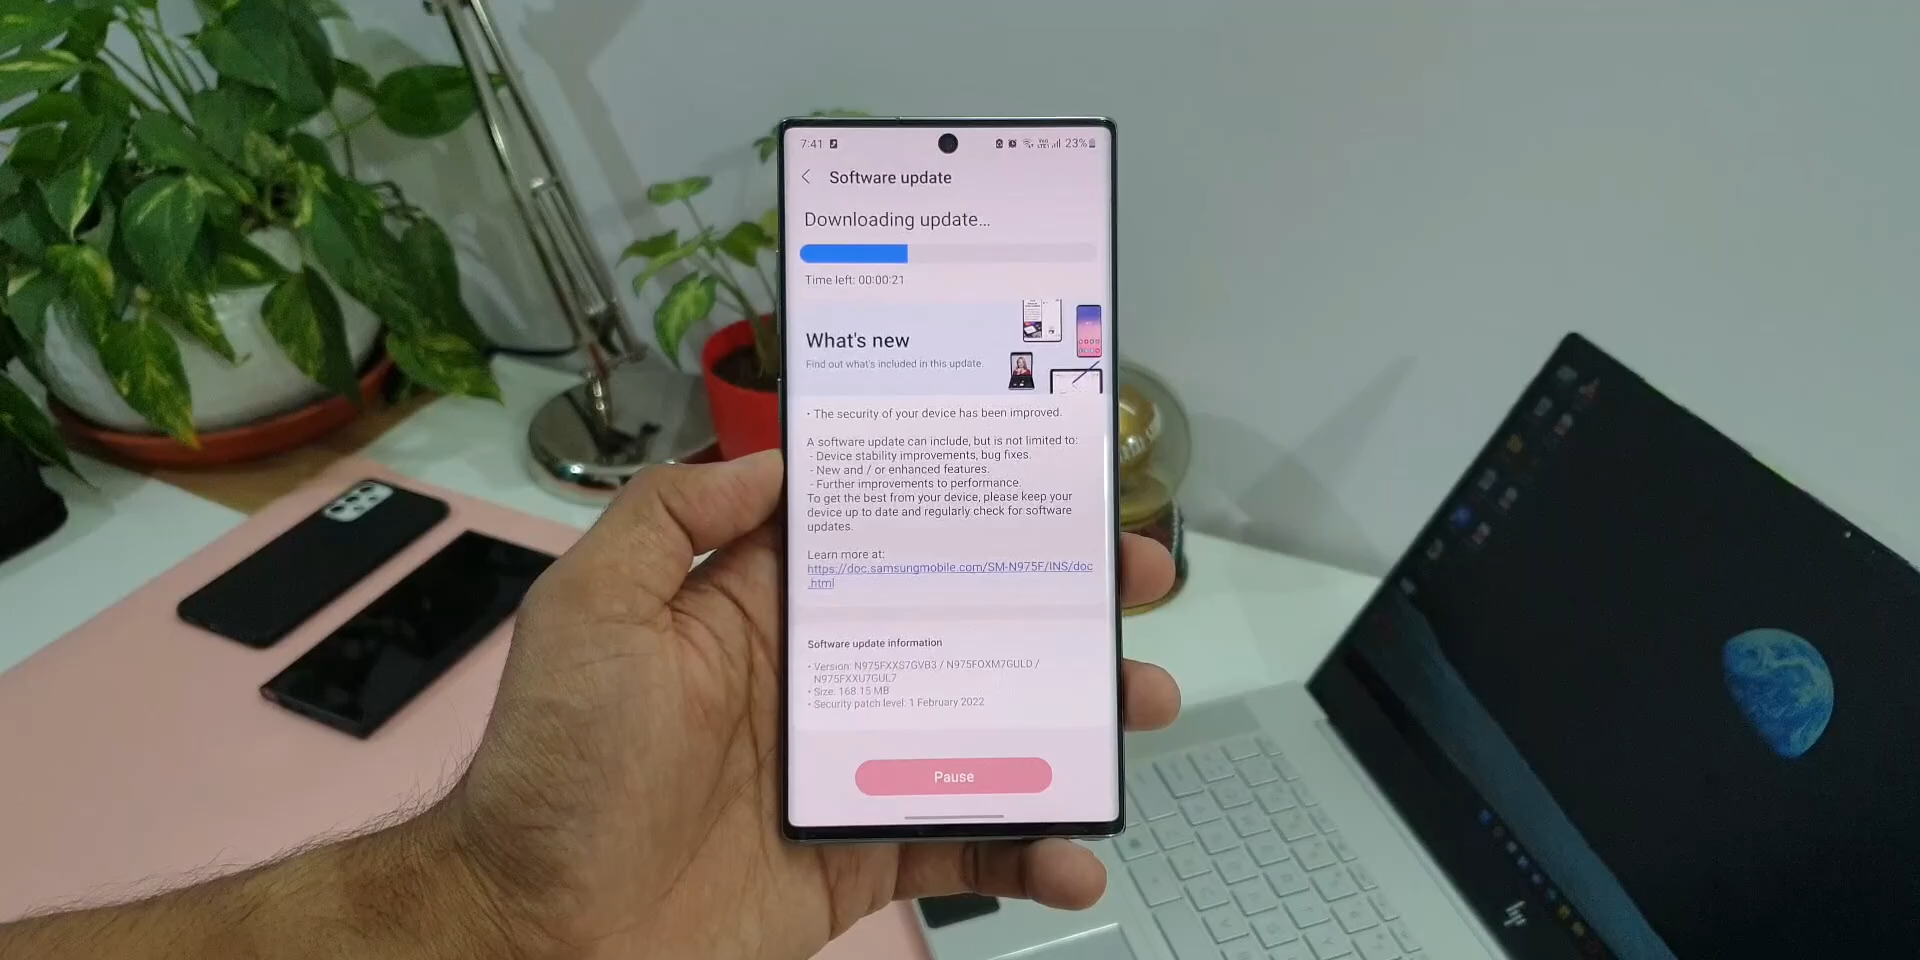 7:41
23%
Software update
Downloading update...
Time left: 00:00:21
What's new
Find out what's included in this update.
• The security of your device has been improved.
A software update can include, but is not limited to:
- Device stability improvements, bug fixes.
- New and / or enhanced features.
- Further improvements to performance.
To get the best from your device, please keep your
device up to date and regularly check for software
updates.
Learn more at:
https://doc.samsungmobile.com/SM-N975F/INS/doc
.html
Software update information
• Version: N975FXXS7GVB3 / N975FOXM7GULD /
N975FXXU7GUL7
• Size: 168.15 MB
• Security patch level: 1 February 2022
Pause
hp